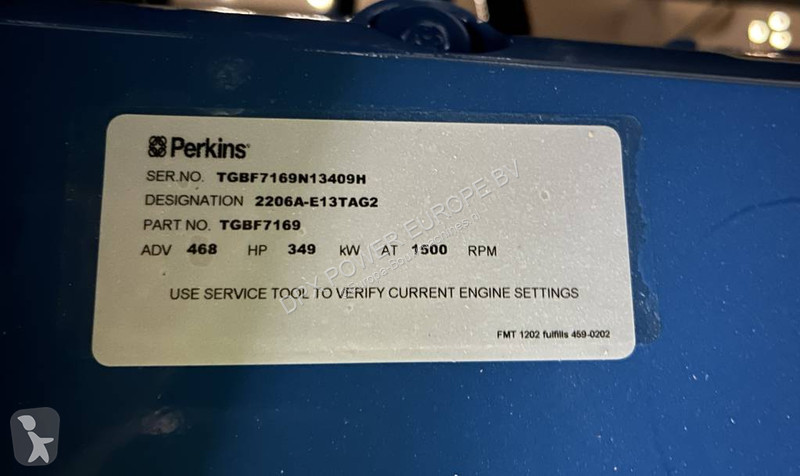 Perkins
SER.NO. TGBF7169N13409H
DESIGNATION 2206A-E13TAG2
PART NO. TGBF7169
ADV 468 HP 349 kW AT 1500 RPM
USE SERVICE TOOL TO VERIFY CURRENT ENGINE SETTINGS
FMT 1202 fulfills 459-0202
POWER EUROPE BV